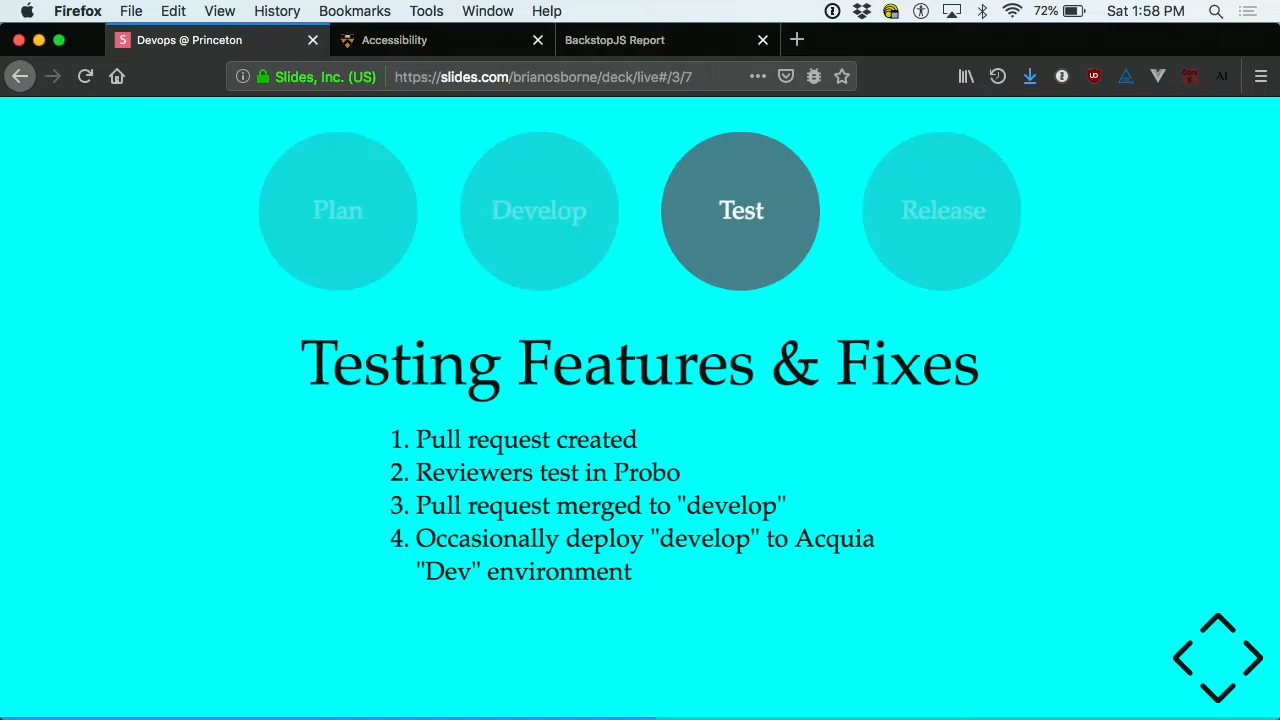 Firefox File Edit View History Bookmarks Tools Window Help 72% Sat 1:58 PM
S Devops @ Princeton Accessibility BackstopJS Report
Slides, Inc. (US) https://slides.com/brianosborne/deck/live#/3/7
Plan Develop Test Release
Testing Features & Fixes
1. Pull request created
2. Reviewers test in Probo
3. Pull request merged to "develop"
4. Occasionally deploy "develop" to Acquia
"Dev" environment